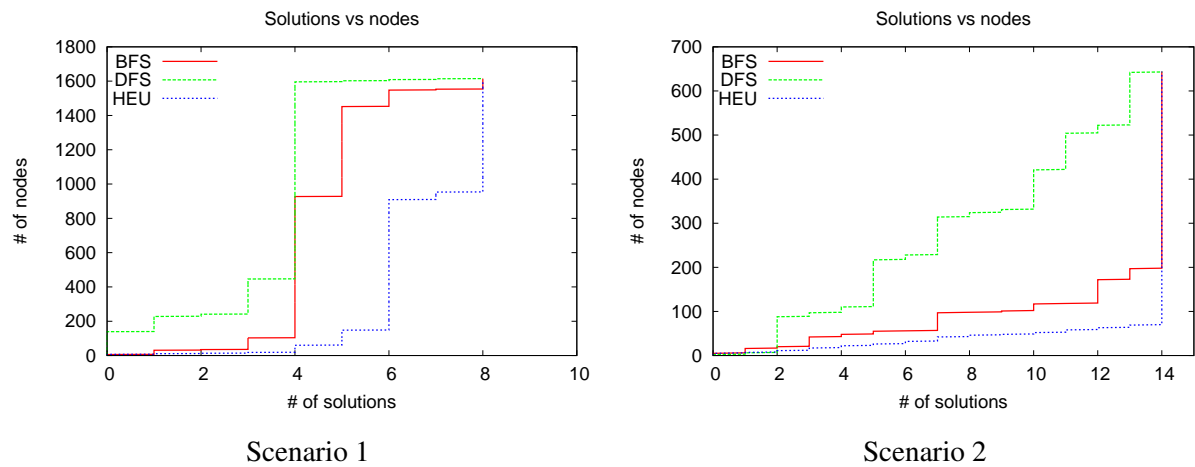 Solutions vs nodes
1800
1600
1400
1200
1000
800
600
400
200
0
# of nodes
BFS
DFS
HEU
0 2 4 6 8 10
# of solutions
Scenario 1
Solutions vs nodes
700
600
500
400
300
200
100
0
# of nodes
BFS
DFS
HEU
0 2 4 6 8 10 12 14
# of solutions
Scenario 2